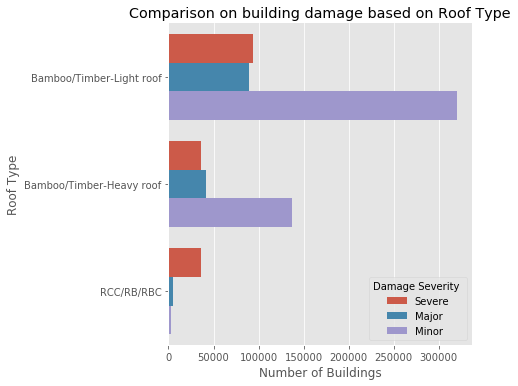 Comparison on building damage based on Roof Type
Roof Type
Bamboo/Timber-Light roof
Bamboo/Timber-Heavy roof
RCC/RB/RBC
Damage Severity
Severe
Major
Minor
0 50000 100000 150000 200000 250000 300000
Number of Buildings